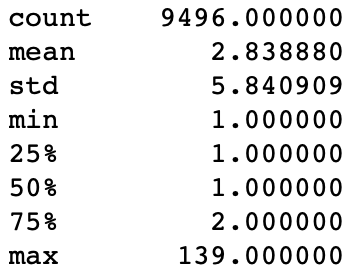 count    9496.000000
mean        2.838880
std         5.840909
min         1.000000
25%         1.000000
50%         1.000000
75%         2.000000
max       139.000000